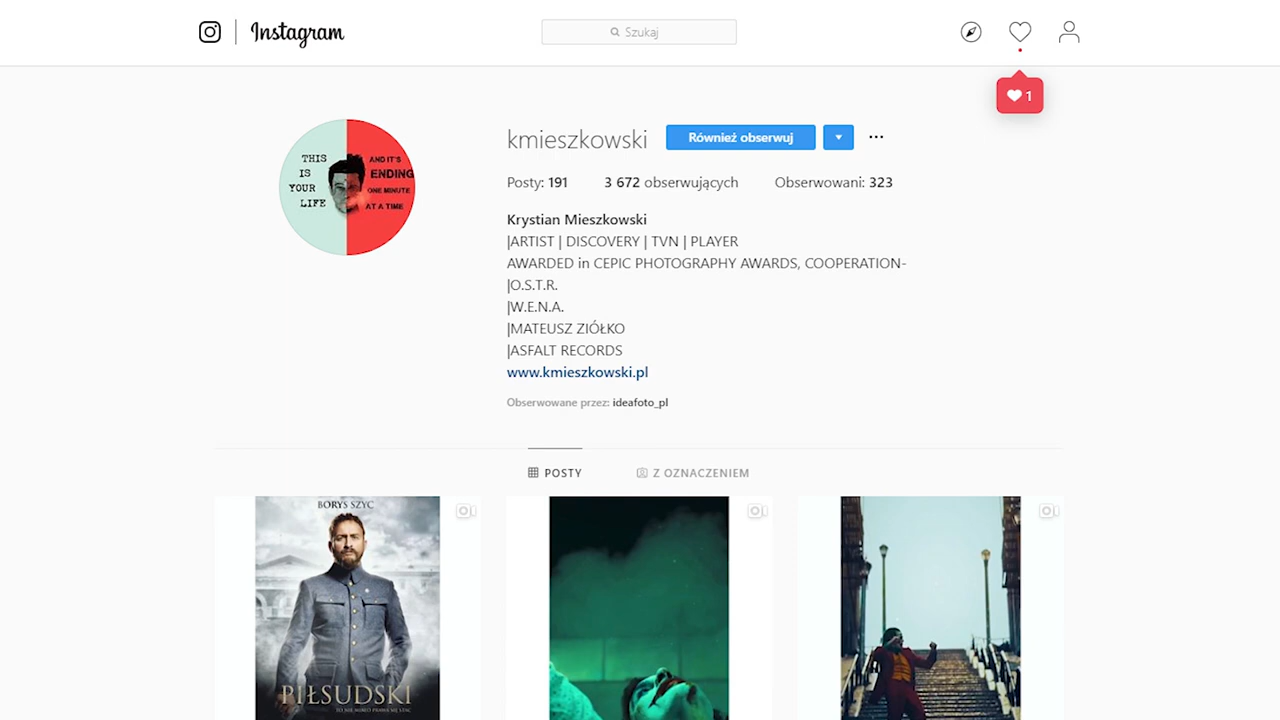 Instagram
Szukaj
1
kmieszkowski
Również obserwuj
Posty: 191
3 672 obserwujących
Obserwowani: 323
THIS
IS
YOUR
LIFE
AND IT'S
ENDING
ONE MINUTE
AT A TIME
Krystian Mieszkowski
|ARTIST | DISCOVERY | TVN | PLAYER
AWARDED in CEPIC PHOTOGRAPHY AWARDS, COOPERATION-
|O.S.T.R.
|W.E.N.A.
|MATEUSZ ZIÓŁKO
|ASFALT RECORDS
www.kmieszkowski.pl
Obserwowane przez: ideafoto_pl
POSTY
Z OZNACZENIEM
BORYS SZYC
PIŁSUDSKI